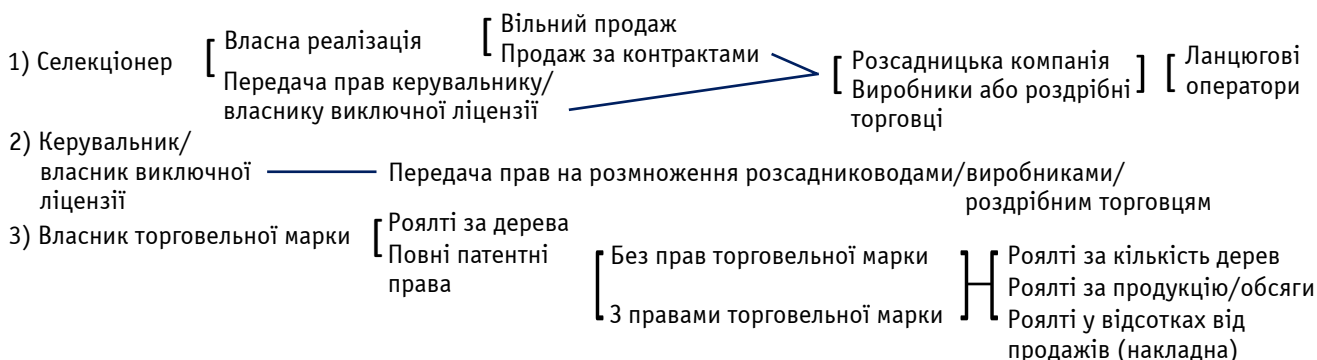 1) Селекціонер
Власна реалізація
Передача прав керувальнику/
власнику виключної ліцензії
Вільний продаж
Продаж за контрактами
Розсадницька компанія
Виробники або роздрібні
торговці
Ланцюгові
оператори
2) Керувальник/
власник виключної
ліцензії
Передача прав на розмноження розсадниководами/виробниками/
роздрібним торговцям
3) Власник торговельної марки
Роялті за дерева
Повні патентні
права
Без прав торговельної марки
З правами торговельної марки
Роялті за кількість дерев
Роялті за продукцію/обсяги
Роялті у відсотках від
продажів (накладна)